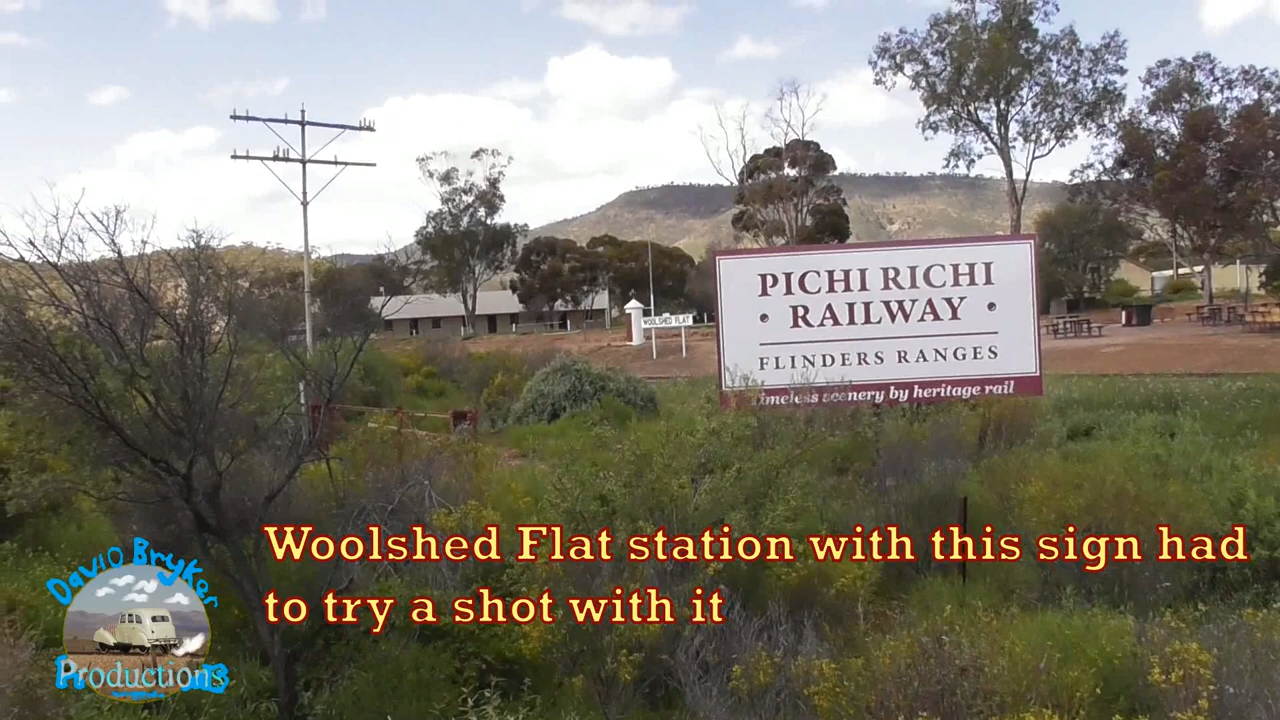 PICHI RICHI
• RAILWAY •
FLINDERS RANGES
timeless scenery by heritage rail
WOOLSHED FLAT
Woolshed Flat station with this sign had
to try a shot with it
David Bryker
Productions